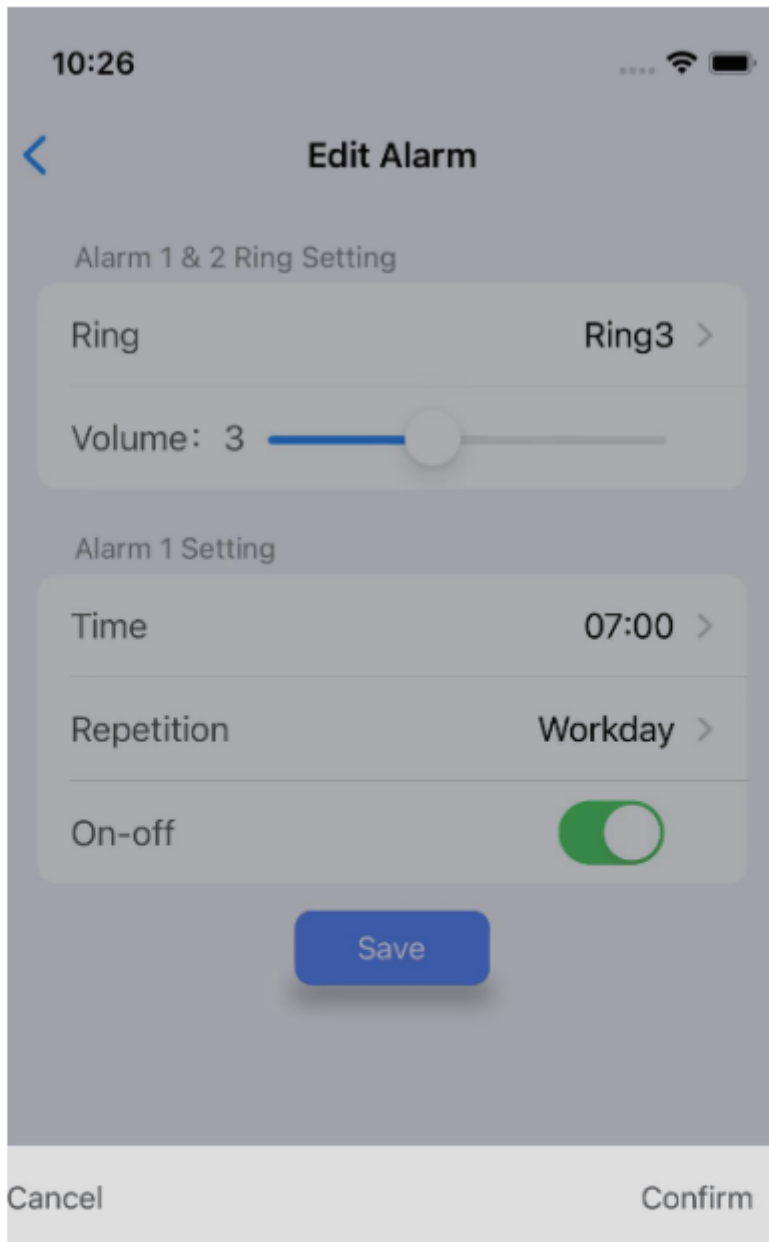 10:26
Edit Alarm
Alarm 1 & 2 Ring Setting
Ring Ring3
Volume: 3
Alarm 1 Setting
Time 07:00
Repetition Workday
On-off
Save
Cancel Confirm